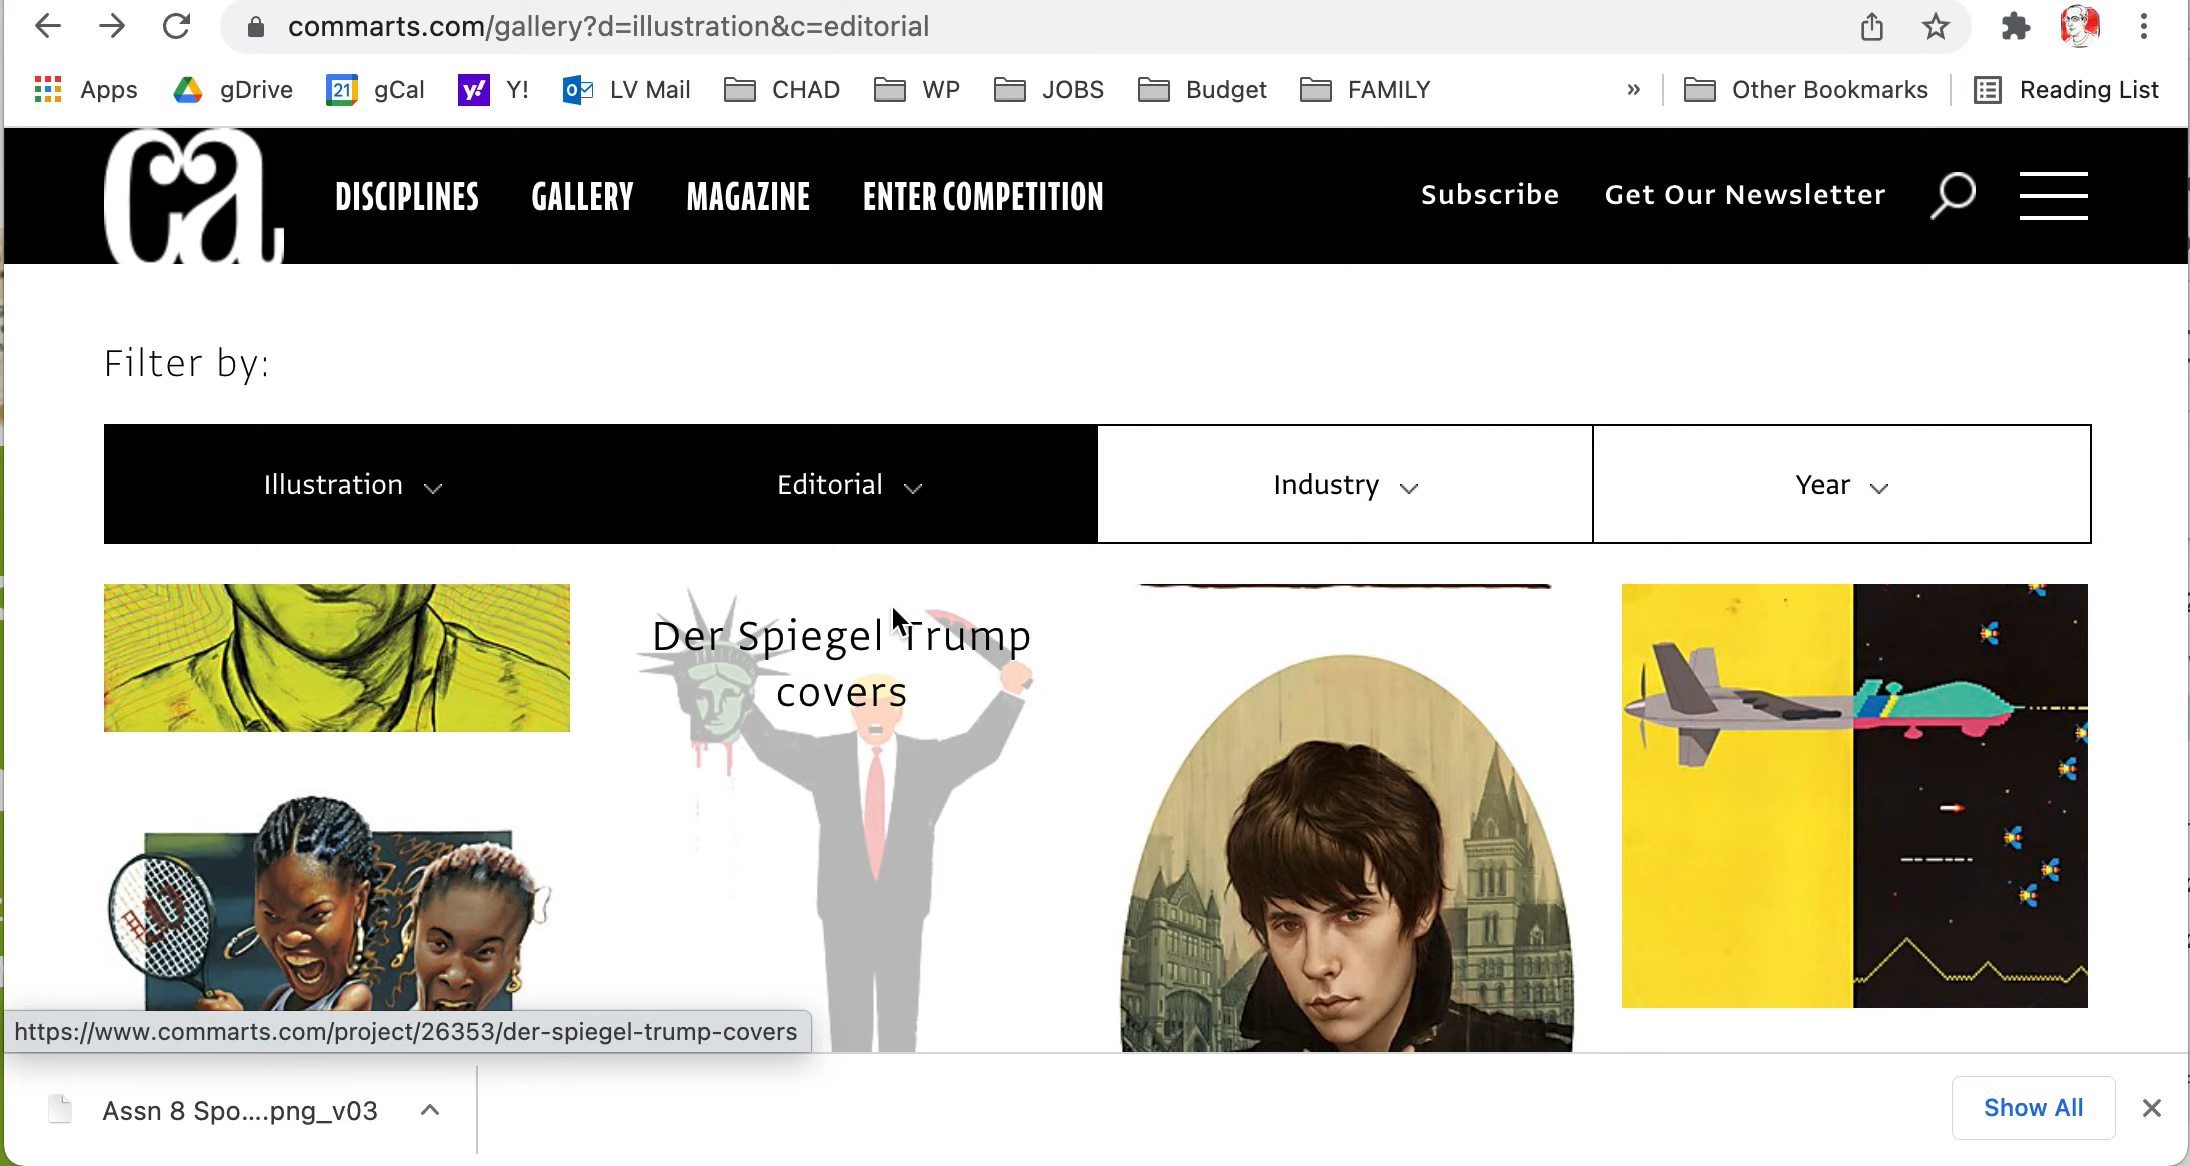 commarts.com/gallery?d=illustration&c=editorial
Apps gDrive 21 gCal y! Y! LV Mail CHAD WP JOBS Budget FAMILY » Other Bookmarks Reading List
ca DISCIPLINES GALLERY MAGAZINE ENTER COMPETITION Subscribe Get Our Newsletter
Filter by:
Illustration Editorial Industry Year
Der Spiegel Trump
covers
https://www.commarts.com/project/26353/der-spiegel-trump-covers
Assn 8 Spo....png_v03 Show All